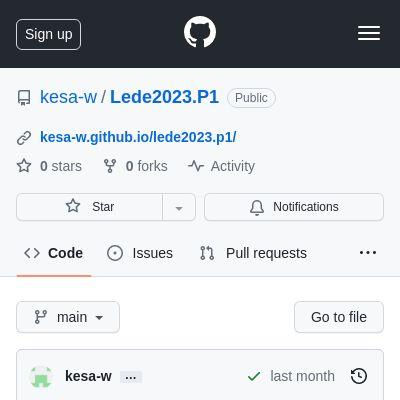 Sign up
kesa-w / Lede2023.P1 Public
kesa-w.github.io/lede2023.p1/
0 stars 0 forks Activity
Star Notifications
Code Issues Pull requests
main Go to file
kesa-w ... last month